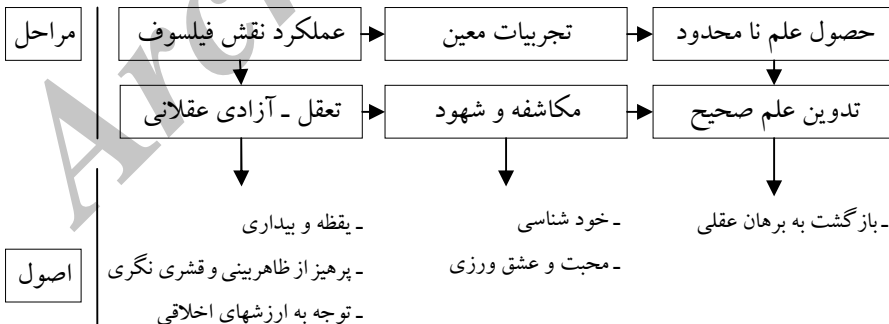 مراحل
عملکرد نقش فیلسوف
تجربیات معین
حصول علم نا محدود
تعقل ـ آزادی عقلانی
مکاشفه و شهود
تدوین علم صحیح
اصول
ـ یقظه و بیداری
ـ پرهیز از ظاهربینی و قشری نگری
ـ توجه به ارزشهای اخلاقی
ـ خود شناسی
ـ محبت و عشق ورزی
ـ بازگشت به برهان عقلی
Arc